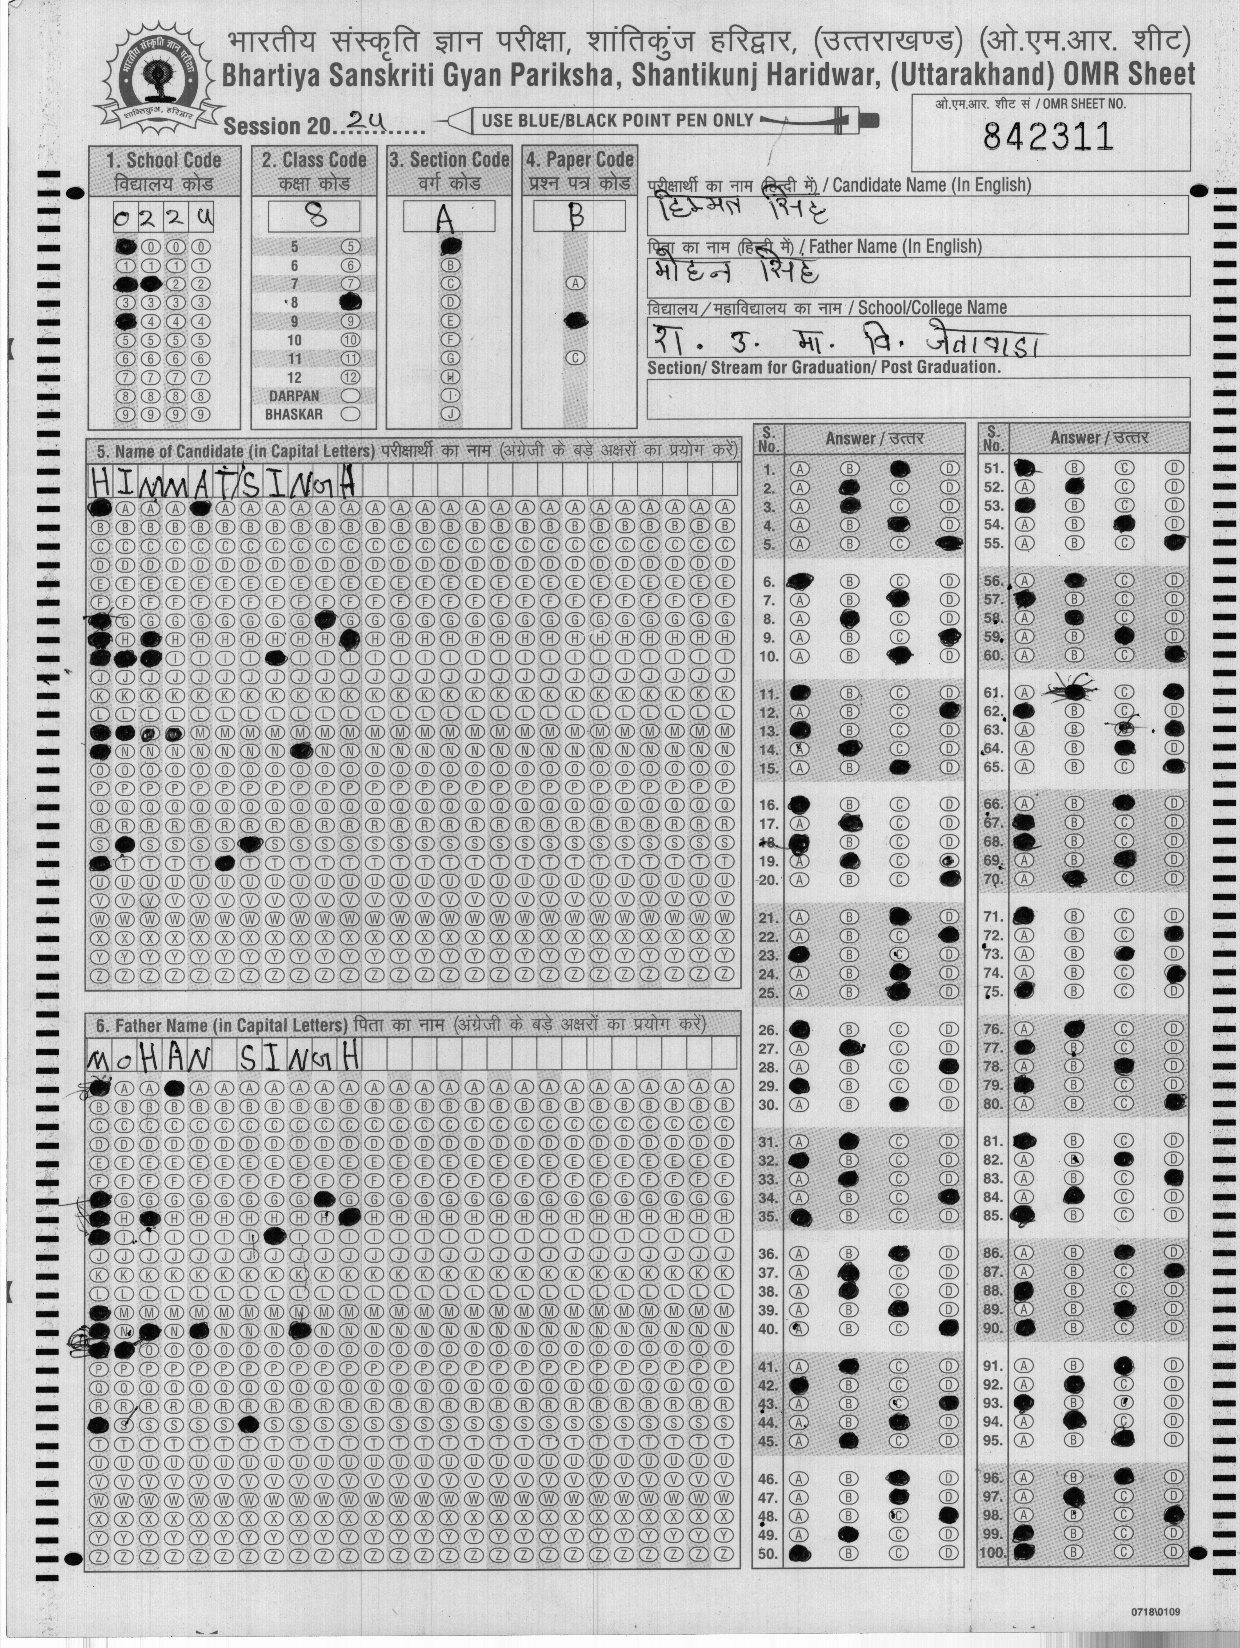 भारतीय संस्कृति ज्ञान परीक्षा, शांतिकुंज हरिद्वार, (उत्तराखण्ड) (ओ.एम.आर. शीट)
Bhartiya Sanskriti Gyan Pariksha, Shantikunj Haridwar, (Uttarakhand) OMR Sheet
Session 20 24
USE BLUE/BLACK POINT PEN ONLY
ओ.एम.आर. शीट सं / OMR SHEET NO.
842311
1. School Code
विद्यालय कोड
0224
2. Class Code
कक्षा कोड
8
5
6
7
8
9
10
11
12
DARPAN
BHASKAR
3. Section Code
वर्ग कोड
A
4. Paper Code
प्रश्न पत्र कोड
B
परीक्षार्थी का नाम (हिन्दी में) / Candidate Name (In English)
हिम्मत सिंह
पिता का नाम (हिन्दी में) / Father Name (In English)
मोहन सिंह
विद्यालय / महाविद्यालय का नाम / School/College Name
रा. उ. मा. वि. जेतावाडा
Section/ Stream for Graduation/ Post Graduation.
5. Name of Candidate (in Capital Letters) परीक्षार्थी का नाम (अंग्रेजी के बड़े अक्षरों का प्रयोग करें)
HIMMAT SINGH
6. Father Name (in Capital Letters) पिता का नाम (अंग्रेजी के बड़े अक्षरों का प्रयोग करें)
MOHAN SINGH
S. No. Answer / उत्तर
S. No. Answer / उत्तर
0718\0109